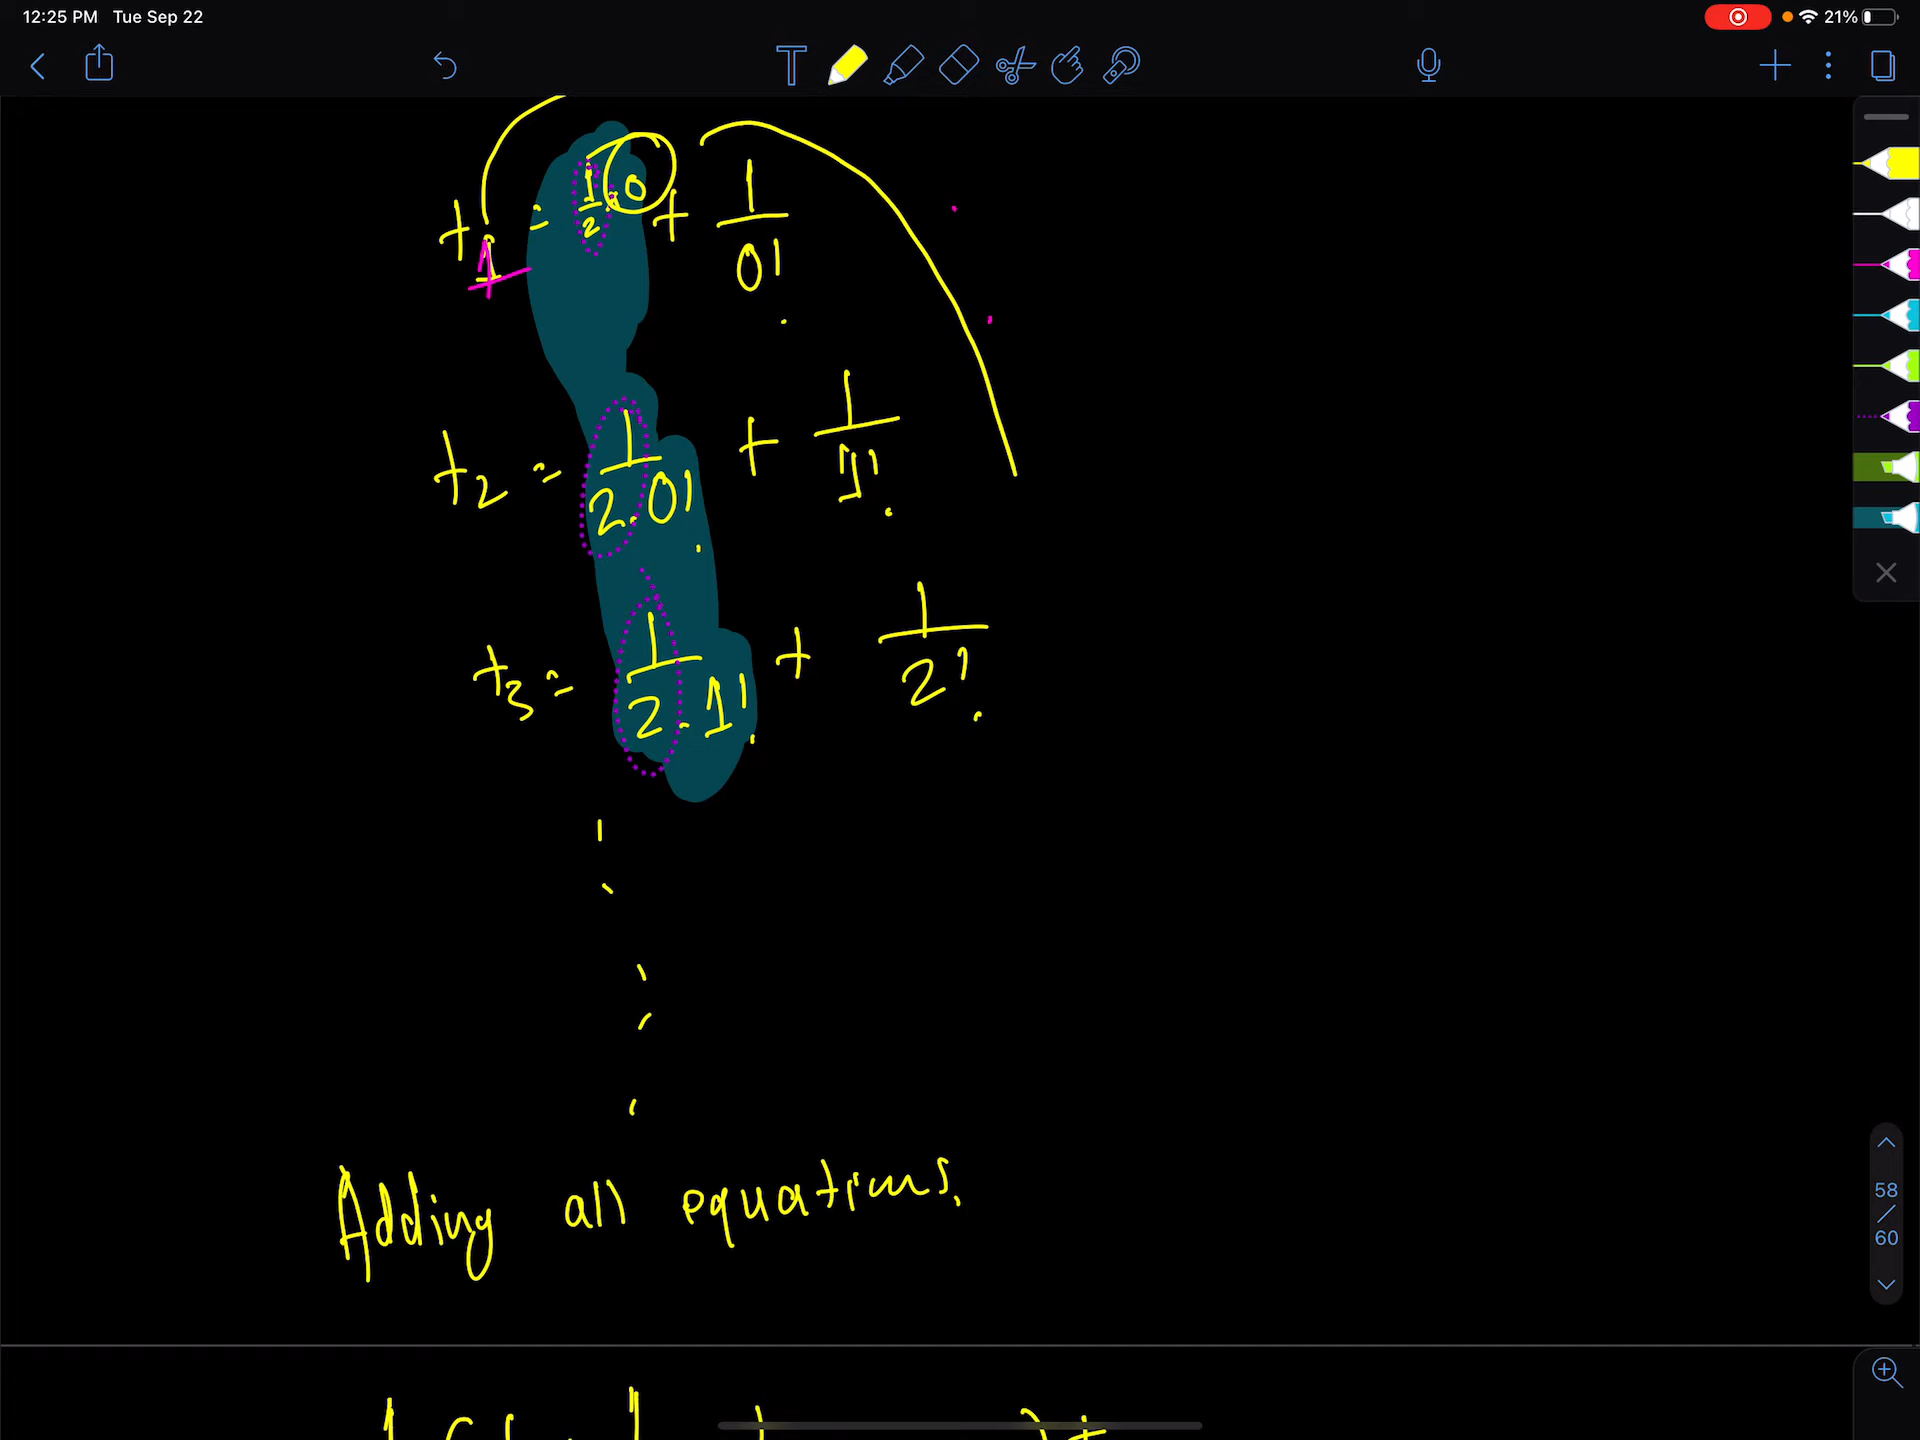 12:25 PM Tue Sep 22
21%
t₁ = 1/2 . 0 + 1/0!
t₂ = 1/2.0! + 1/1!
t₃ = 1/2.1! + 1/2!
Adding all equations,
58
/
60